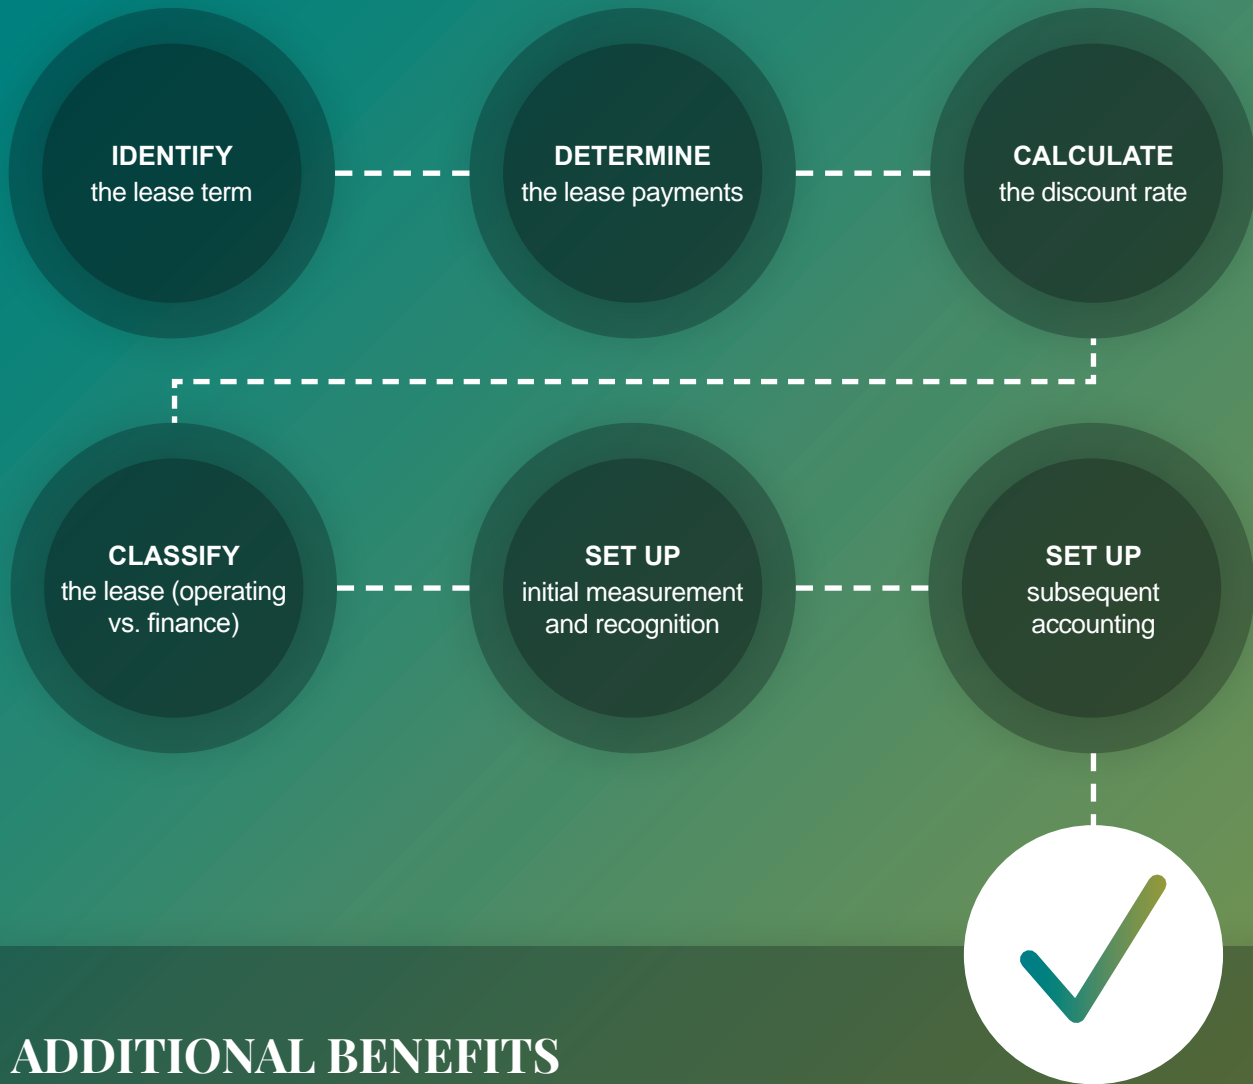 IDENTIFY
the lease term
DETERMINE
the lease payments
CALCULATE
the discount rate
CLASSIFY
the lease (operating
vs. finance)
SET UP
initial measurement
and recognition
SET UP
subsequent
accounting
ADDITIONAL BENEFITS